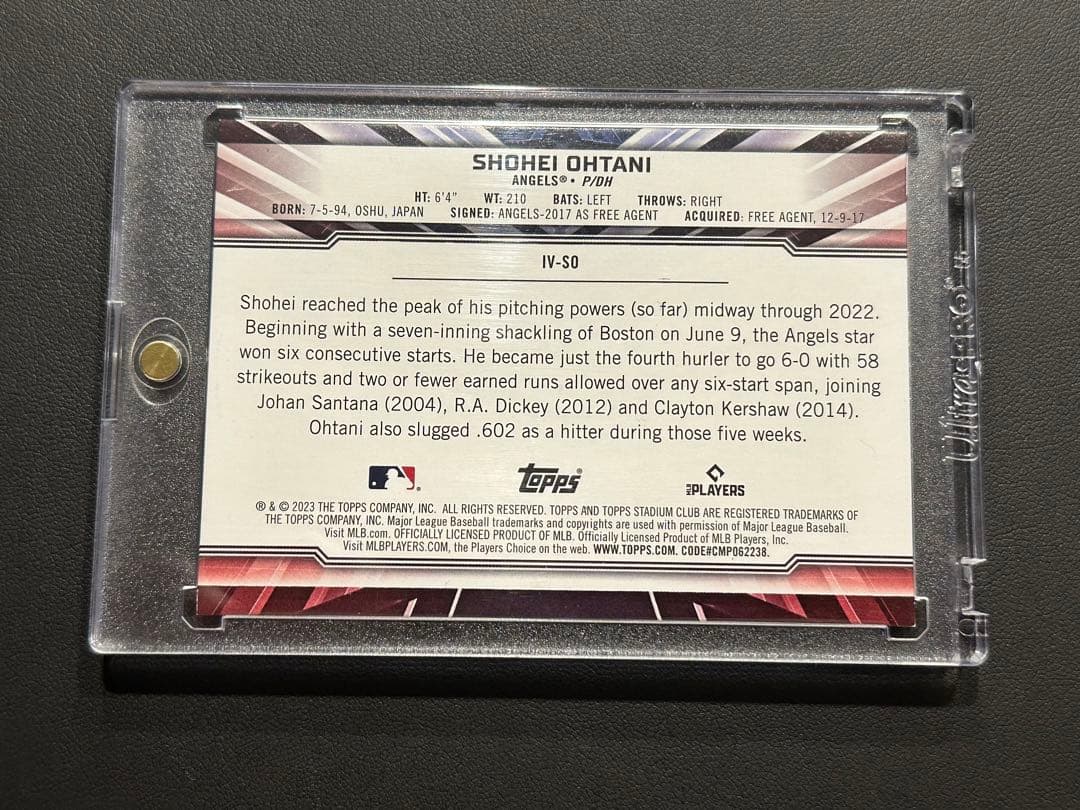 SHOHEI OHTANI
ANGELS® • P/DH
HT: 6'4" WT: 210 BATS: LEFT THROWS: RIGHT
BORN: 7-5-94, OSHU, JAPAN SIGNED: ANGELS-2017 AS FREE AGENT ACQUIRED: FREE AGENT, 12-9-17
IV-SO
Shohei reached the peak of his pitching powers (so far) midway through 2022.
Beginning with a seven-inning shackling of Boston on June 9, the Angels star
won six consecutive starts. He became just the fourth hurler to go 6-0 with 58
strikeouts and two or fewer earned runs allowed over any six-start span, joining
Johan Santana (2004), R.A. Dickey (2012) and Clayton Kershaw (2014).
Ohtani also slugged .602 as a hitter during those five weeks.
Topps®
MLB PLAYERS
® & © 2023 THE TOPPS COMPANY, INC. ALL RIGHTS RESERVED. TOPPS AND TOPPS STADIUM CLUB ARE REGISTERED TRADEMARKS OF
THE TOPPS COMPANY, INC. Major League Baseball trademarks and copyrights are used with permission of Major League Baseball.
Visit MLB.com. OFFICIALLY LICENSED PRODUCT OF MLB. Officially Licensed Product of MLB Players, Inc.
Visit MLBPLAYERS.COM, the Players Choice on the web. WWW.TOPPS.COM. CODE#CMP062238.
Ultra PRO